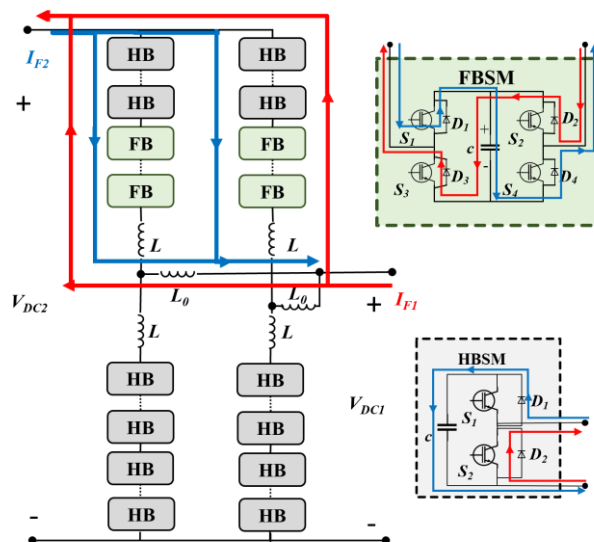 I_F2
+
HB
HB
HB
HB
FB
FB
FB
FB
L
L
L_0
L_0
V_DC2
+
I_F1
L
L
HB
HB
HB
HB
HB
HB
HB
HB
V_DC1
-
-
FBSM
S_1
D_1
+
c
-
S_2
D_2
S_3
D_3
S_4
D_4
HBSM
S_1
D_1
c
S_2
D_2